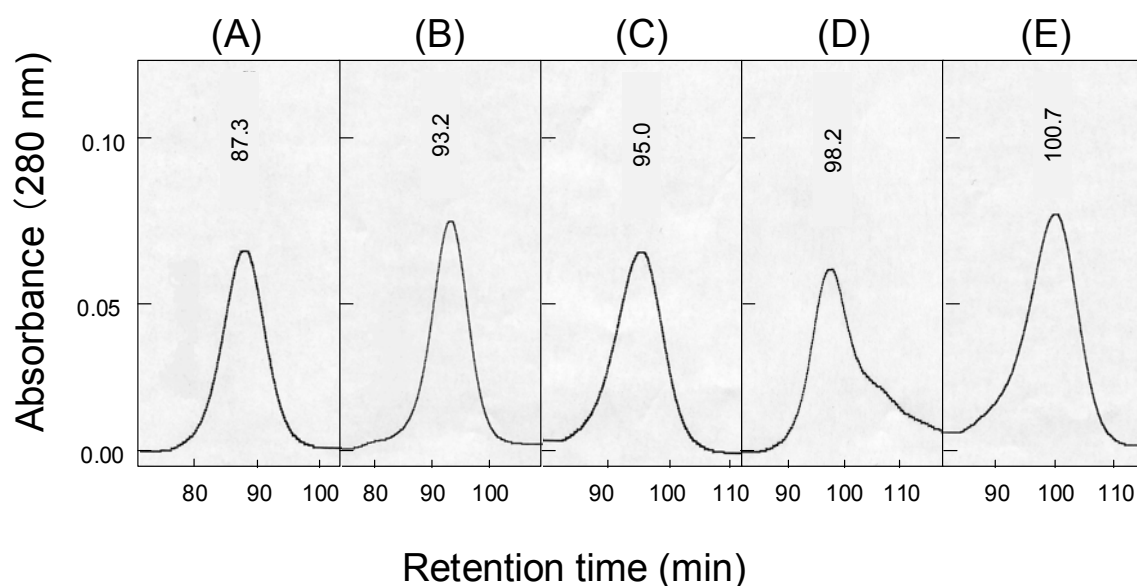 (A) (B) (C) (D) (E)
87.3 93.2 95.0 98.2 100.7
0.10
0.05
0.00
80 90 100 80 90 100 90 100 110 90 100 110 90 100 110
Absorbance (280 nm)
Retention time (min)